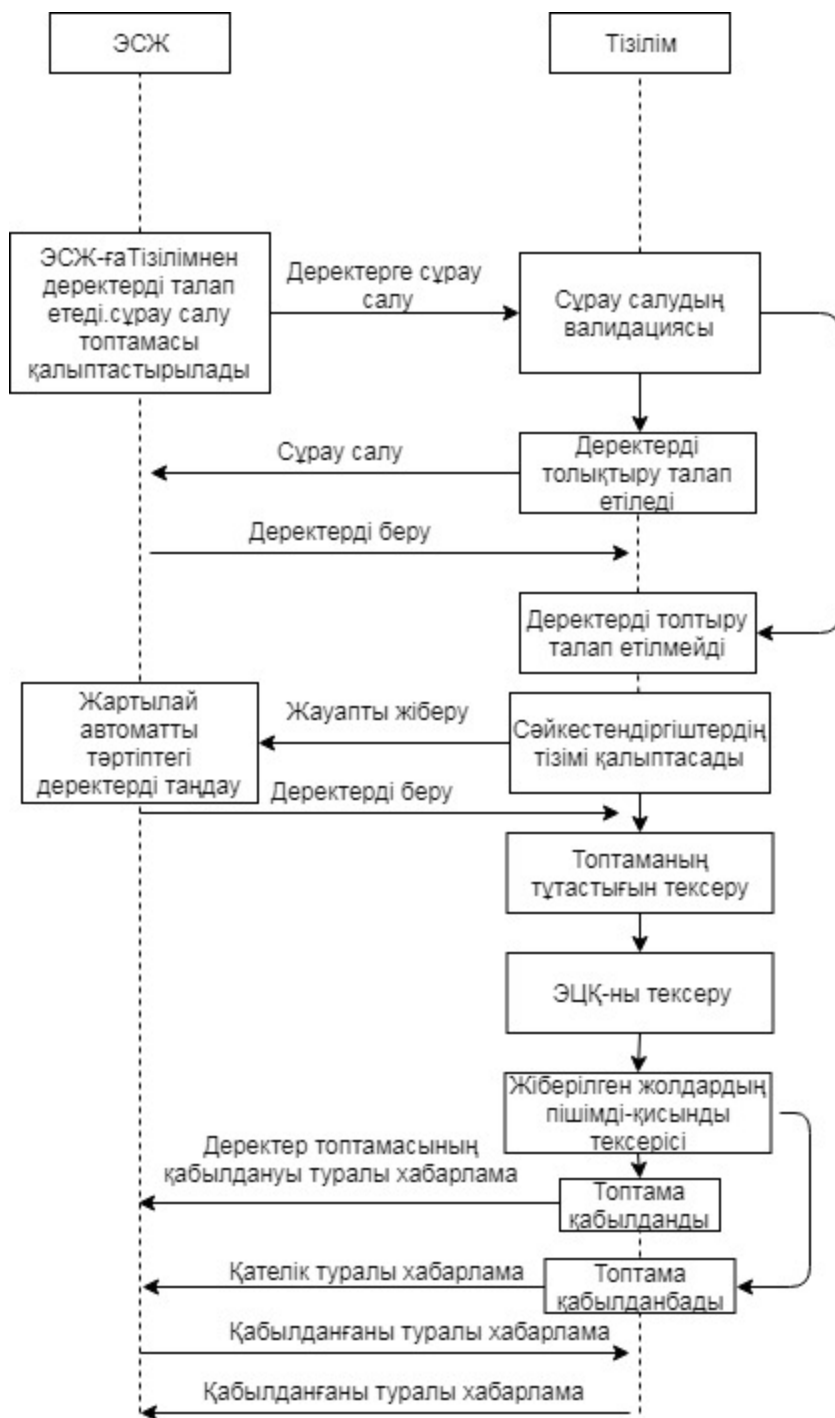 ЭСЖ
Тізілім
ЭСЖ-ғаТізілімнен
деректерді талап
етеді.сұрау салу
топтамасы
қалыптастырылады
Деректерге сұрау
салу
Сұрау салудың
валидациясы
Сұрау салу
Деректерді
толықтыру талап
етіледі
Деректерді беру
Деректерді толтыру
талап етілмейді
Жартылай
автоматты
тәртіптегі
деректерді таңдау
Жауапты жіберу
Сәйкестендіргіштердің
тізімі қалыптасады
Деректерді беру
Топтаманың
тұтастығын тексеру
ЭЦҚ-ны тексеру
Жіберілген жолдардың
пішімді-қисынды
тексерісі
Деректер топтамасының
қабылдануы туралы хабарлама
Топтама
қабылданды
Қателік туралы хабарлама
Топтама
қабылданбады
Қабылданғаны туралы хабарлама
Қабылданғаны туралы хабарлама